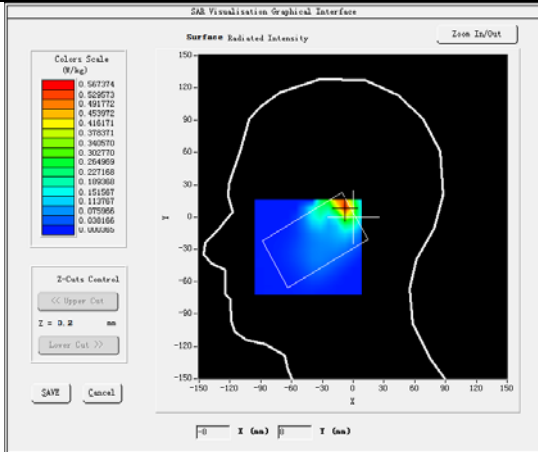 SAR Visualisation Graphical Interface
Surface Radiated Intensity
Zoom In/Out
Colors Scale
(W/kg)
0.567374
0.529573
0.491772
0.453972
0.416171
0.378371
0.340570
0.302770
0.264969
0.227168
0.189368
0.151567
0.113767
0.075966
0.038166
0.000365
150
120
90
60
30
0
-30
-60
-90
-120
-150
Y
-150 -120 -90 -60 -30 0 30 60 90 120 150
X
Z-Cuts Control
<< Upper Cut
Z = 0.2 mm
Lower Cut >>
SAVE Cancel
-0 X (mm) 0 Y (mm)